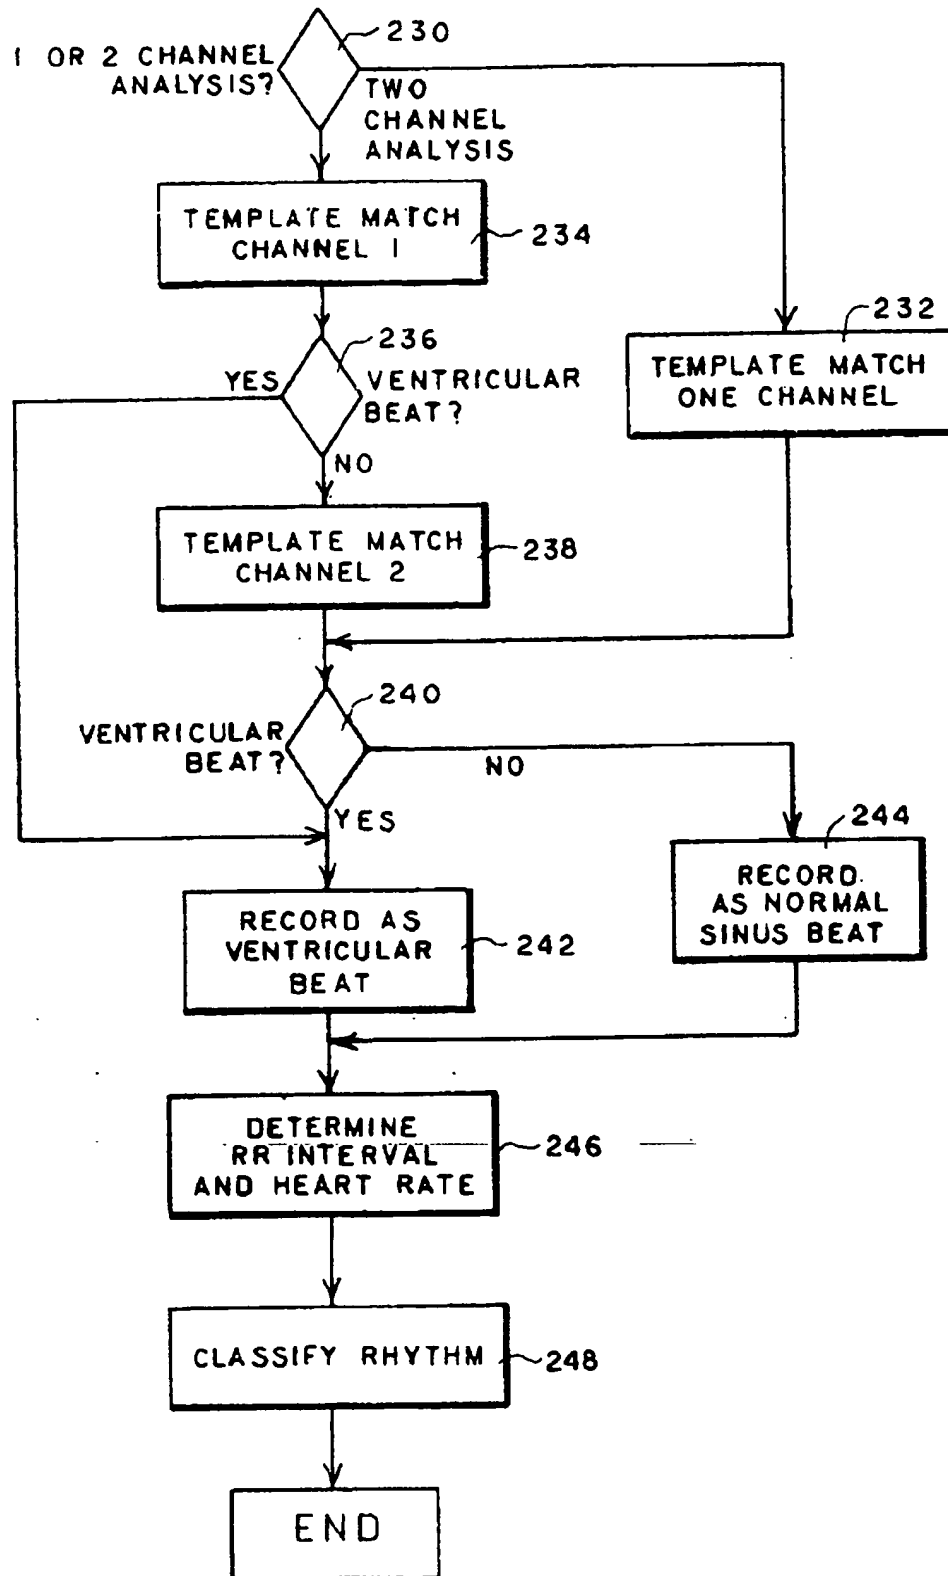 230
1 OR 2 CHANNEL
ANALYSIS?
TWO
CHANNEL
ANALYSIS
TEMPLATE MATCH
CHANNEL 1
234
232
TEMPLATE MATCH
ONE CHANNEL
236
YES
VENTRICULAR
BEAT?
NO
TEMPLATE MATCH
CHANNEL 2
238
240
VENTRICULAR
BEAT?
NO
YES
244
RECORD
AS NORMAL
SINUS BEAT
RECORD AS
VENTRICULAR
BEAT
242
DETERMINE
RR INTERVAL
AND HEART RATE
246
CLASSIFY RHYTHM
248
END